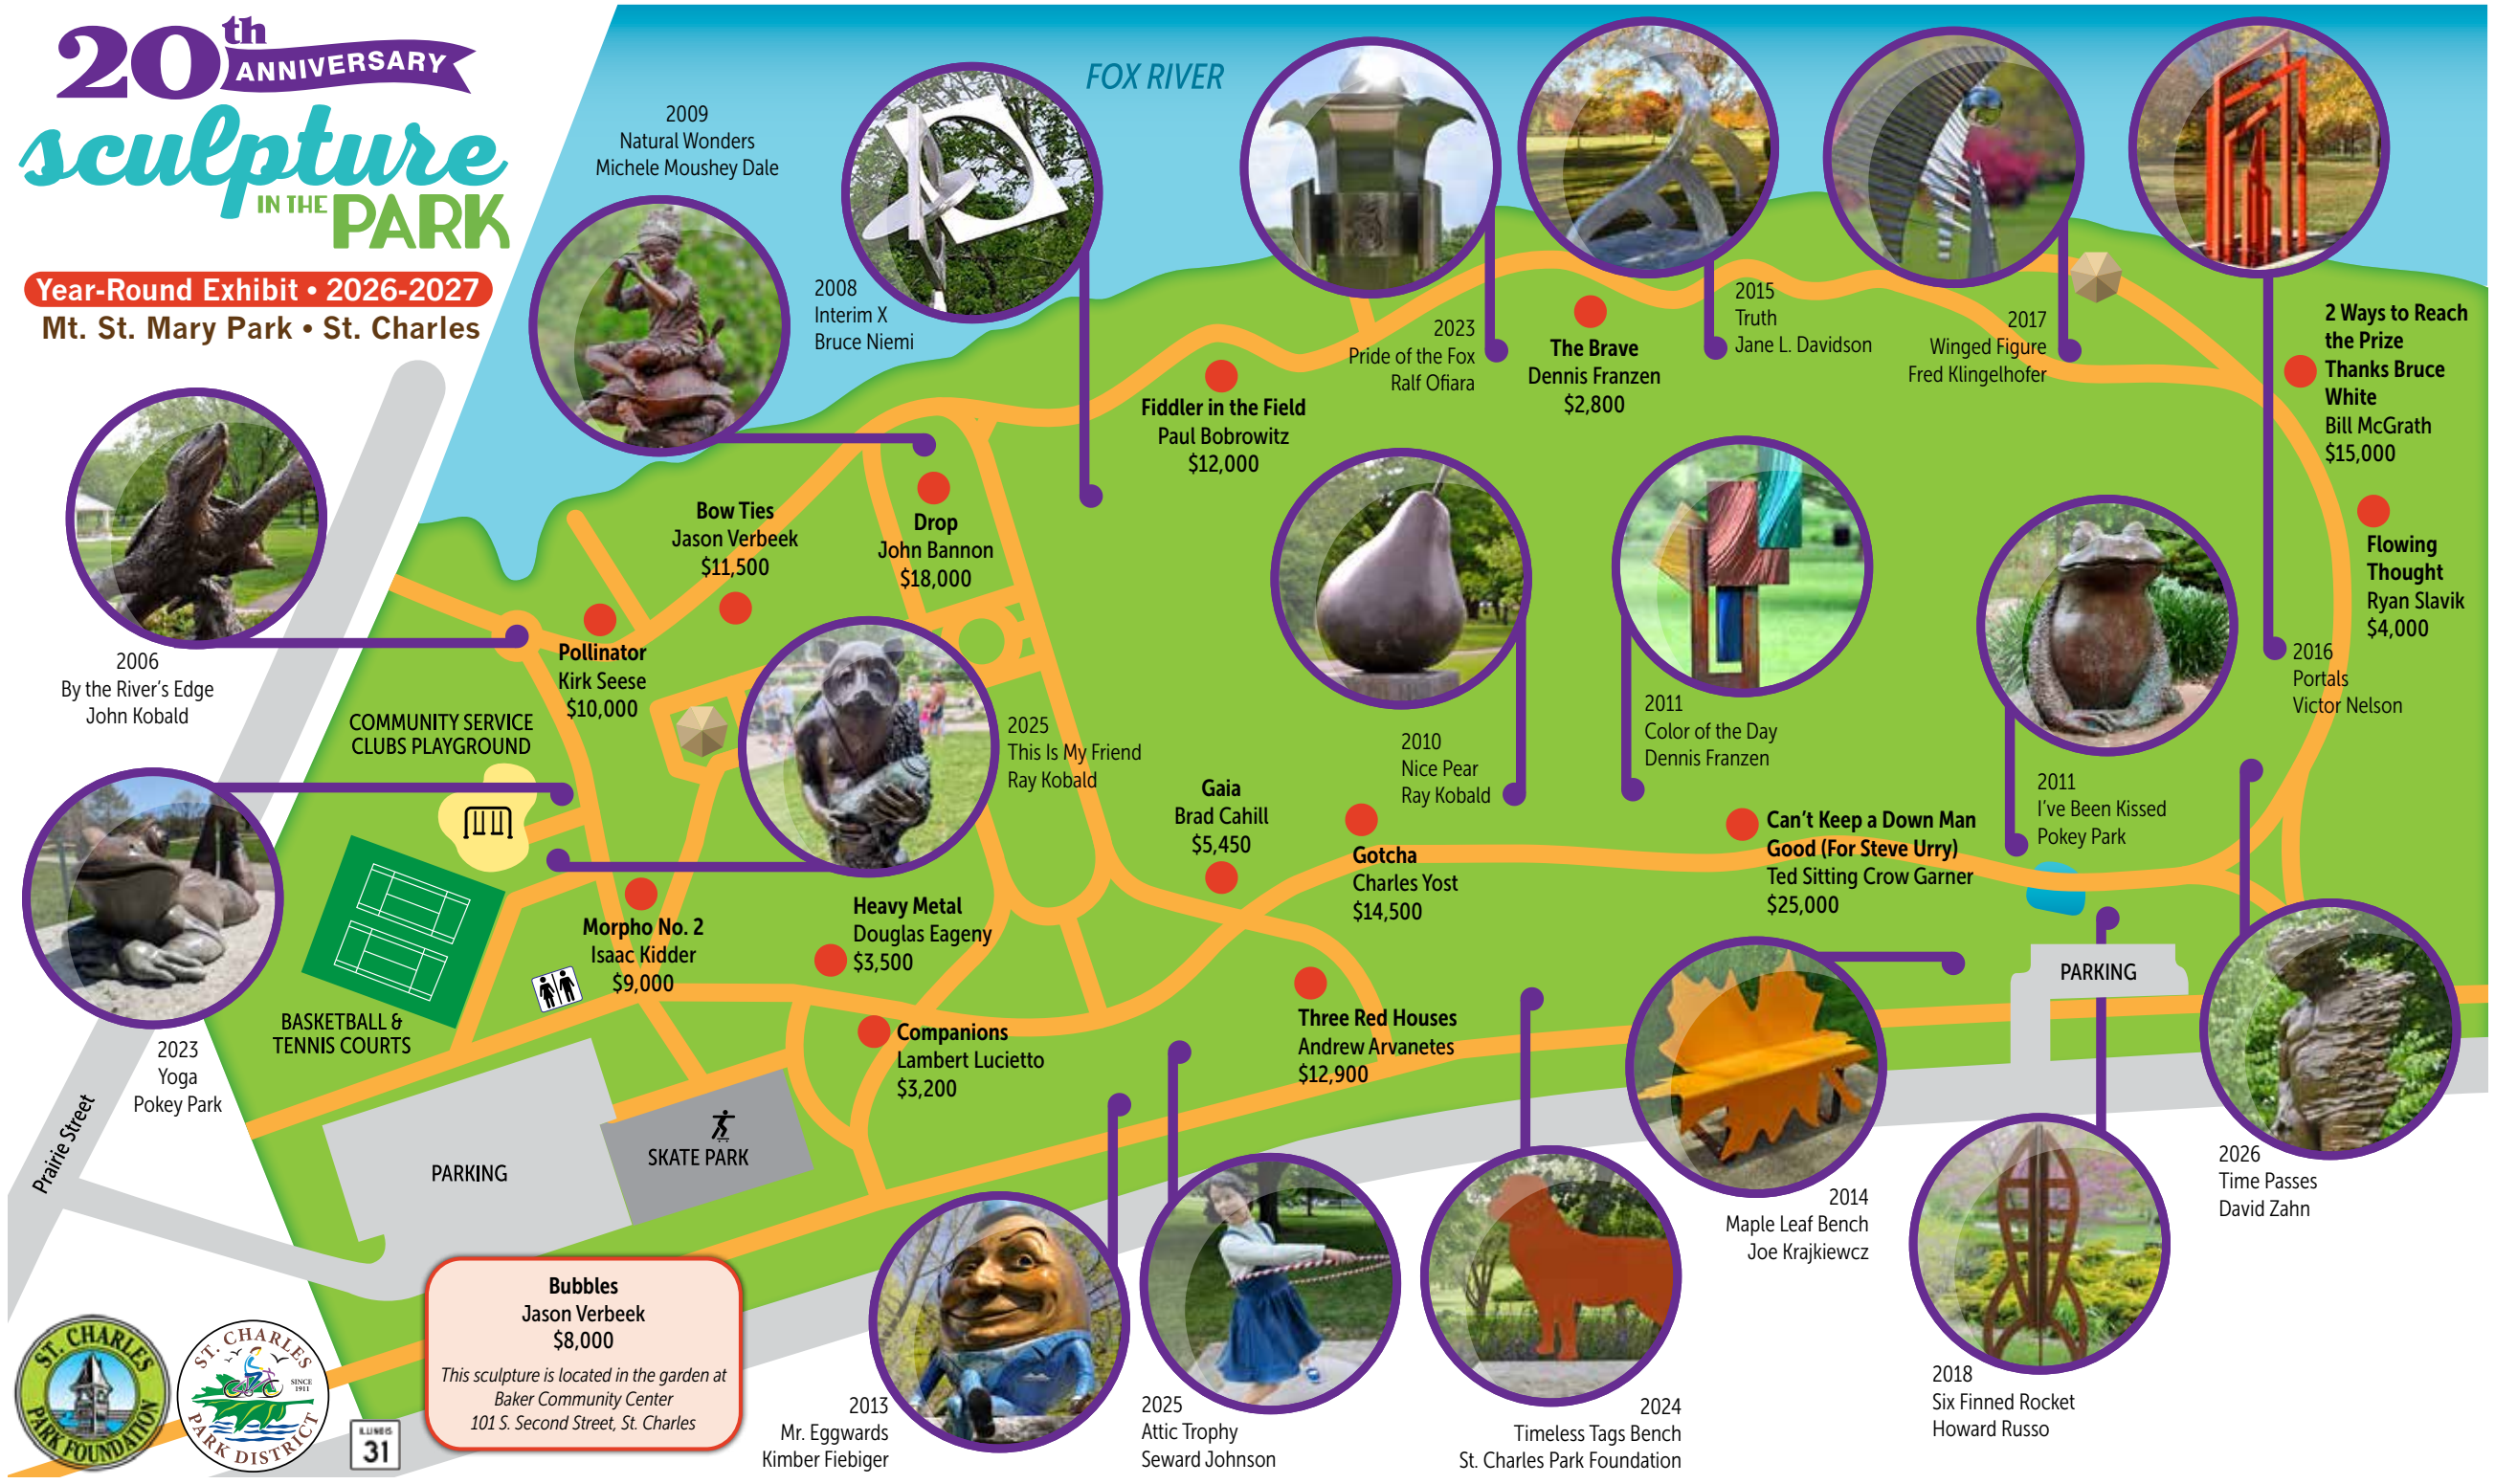 20th
ANNIVERSARY
sculpture
IN THE PARK
Year-Round Exhibit • 2026-2027
Mt. St. Mary Park • St. Charles
FOX RIVER
2009
Natural Wonders
Michele Moushey Dale
2008
Interim X
Bruce Niemi
2023
Pride of the Fox
Ralf Ofiara
The Brave
Dennis Franzen
$2,800
2015
Truth
Jane L. Davidson
2017
Winged Figure
Fred Klingelhofer
2 Ways to Reach
the Prize
Thanks Bruce
White
Bill McGrath
$15,000
Fiddler in the Field
Paul Bobrowitz
$12,000
Bow Ties
Jason Verbeek
$11,500
Drop
John Bannon
$18,000
Flowing
Thought
Ryan Slavik
$4,000
2006
By the River's Edge
John Kobald
Pollinator
Kirk Seese
$10,000
2016
Portals
Victor Nelson
COMMUNITY SERVICE
CLUBS PLAYGROUND
2025
This Is My Friend
Ray Kobald
2010
Nice Pear
Ray Kobald
2011
Color of the Day
Dennis Franzen
2011
I've Been Kissed
Pokey Park
Gaia
Brad Cahill
$5,450
Gotcha
Charles Yost
$14,500
Can't Keep a Down Man
Good (For Steve Urry)
Ted Sitting Crow Garner
$25,000
Morpho No. 2
Isaac Kidder
$9,000
Heavy Metal
Douglas Eageny
$3,500
PARKING
BASKETBALL &
TENNIS COURTS
Companions
Lambert Lucietto
$3,200
Three Red Houses
Andrew Arvanetes
$12,900
2023
Yoga
Pokey Park
Prairie Street
PARKING
SKATE PARK
2026
Time Passes
David Zahn
2014
Maple Leaf Bench
Joe Krajkiewcz
Bubbles
Jason Verbeek
$8,000
This sculpture is located in the garden at
Baker Community Center
101 S. Second Street, St. Charles
2013
Mr. Eggwards
Kimber Fiebiger
2025
Attic Trophy
Seward Johnson
2024
Timeless Tags Bench
St. Charles Park Foundation
2018
Six Finned Rocket
Howard Russo
ST. CHARLES
PARK FOUNDATION
ST. CHARLES
SINCE
1911
PARK DISTRICT
ILLINOIS
31